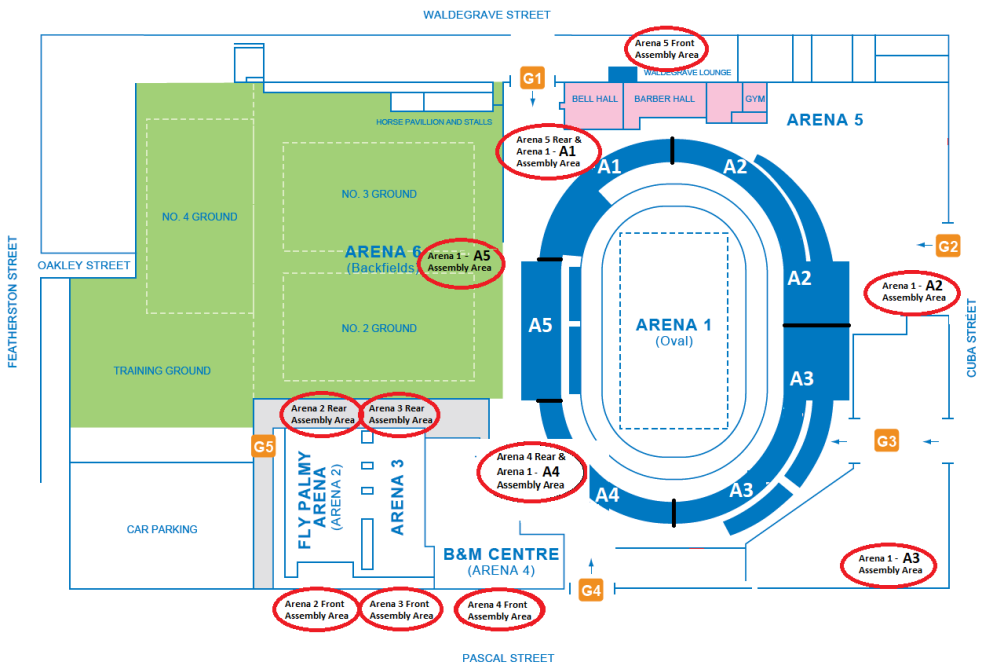 WALDEGRAVE STREET
Arena 5 Front
Assembly Area
WALDEGRAVE LOUNGE
G1
BELL HALL
BARBER HALL
GYM
ARENA 5
HORSE PAVILLION AND STALLS
Arena 5 Rear &
Arena 1 - A1
Assembly Area
A1
A2
NO. 3 GROUND
NO. 4 GROUND
G2
ARENA 6
(Backfields)
Arena 1 - A5
Assembly Area
OAKLEY STREET
FEATHERSTON STREET
A2
Arena 1 - A2
Assembly Area
CUBA STREET
NO. 2 GROUND
A5
ARENA 1
(Oval)
TRAINING GROUND
A3
Arena 2 Rear
Assembly Area
Arena 3 Rear
Assembly Area
G5
G3
Arena 4 Rear &
Arena 1 - A4
Assembly Area
A4
A3
FLY PALMY
ARENA
(ARENA 2)
ARENA 3
CAR PARKING
B&M CENTRE
(ARENA 4)
Arena 1 - A3
Assembly Area
G4
Arena 2 Front
Assembly Area
Arena 3 Front
Assembly Area
Arena 4 Front
Assembly Area
PASCAL STREET